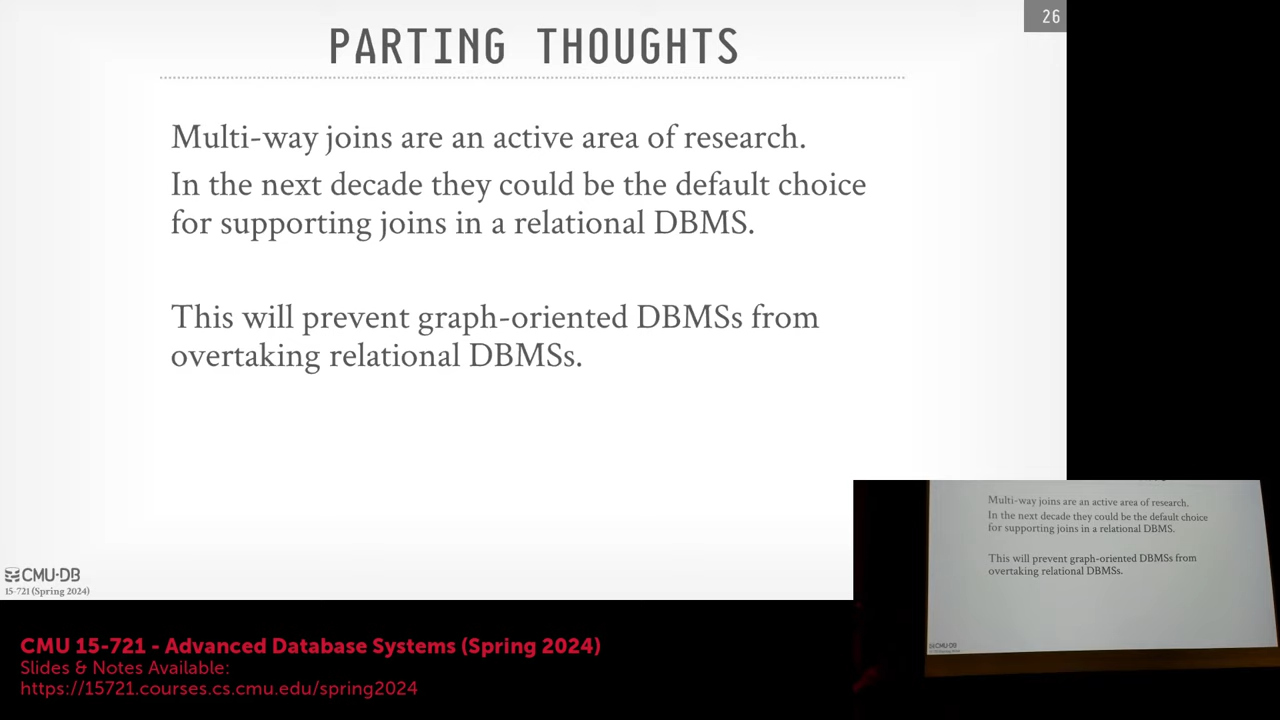 26
PARTING THOUGHTS
Multi-way joins are an active area of research.
In the next decade they could be the default choice
for supporting joins in a relational DBMS.
This will prevent graph-oriented DBMSs from
overtaking relational DBMSs.
CMU·DB
15-721 (Spring 2024)
Multi-way joins are an active area of research.
In the next decade they could be the default choice
for supporting joins in a relational DBMS.
This will prevent graph-oriented DBMSs from
overtaking relational DBMSs.
CMU·DB
CMU 15-721 - Advanced Database Systems (Spring 2024)
Slides & Notes Available:
https://15721.courses.cs.cmu.edu/spring2024